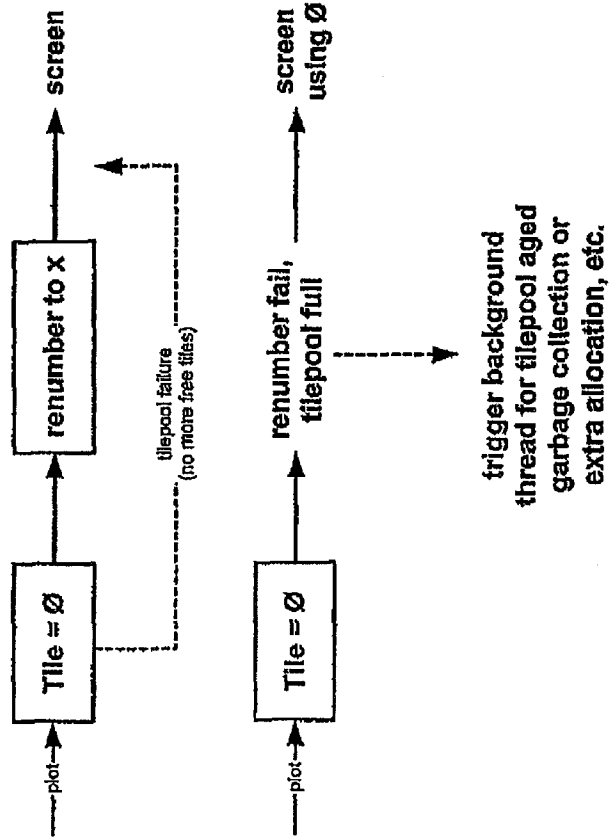 plot
Tile = Ø
renumber to x
screen
tilepool failure
(no more free tiles)
plot
Tile = Ø
renumber fail,
tilepool full
screen
using Ø
trigger background
thread for tilepool aged
garbage collection or
extra allocation, etc.